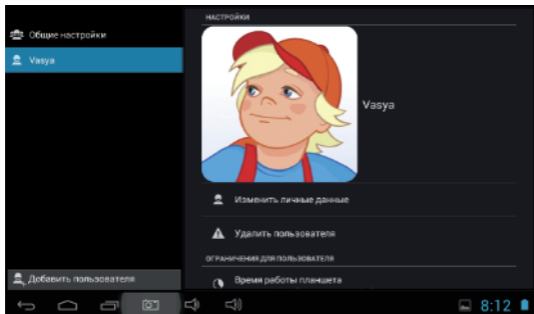 НАСТРОЙКИ
Общие настройки
Vasya
Vasya
Изменить личные данные
Удалить пользователя
ОГРАНИЧЕНИЯ ДЛЯ ПОЛЬЗОВАТЕЛЯ
Добавить пользователя
Время работы планшета
8:12